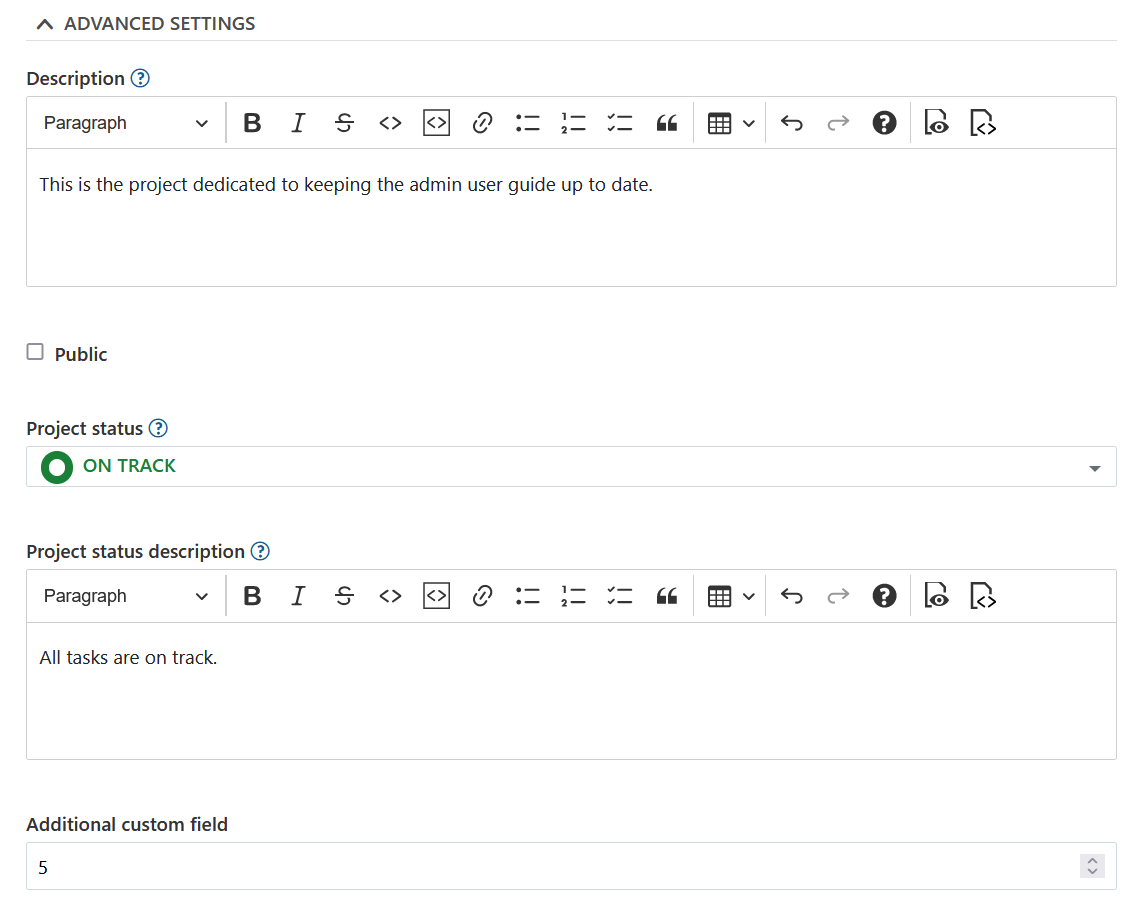 ADVANCED SETTINGS
Description
Paragraph
This is the project dedicated to keeping the admin user guide up to date.
Public
Project status
ON TRACK
Project status description
Paragraph
All tasks are on track.
Additional custom field
5